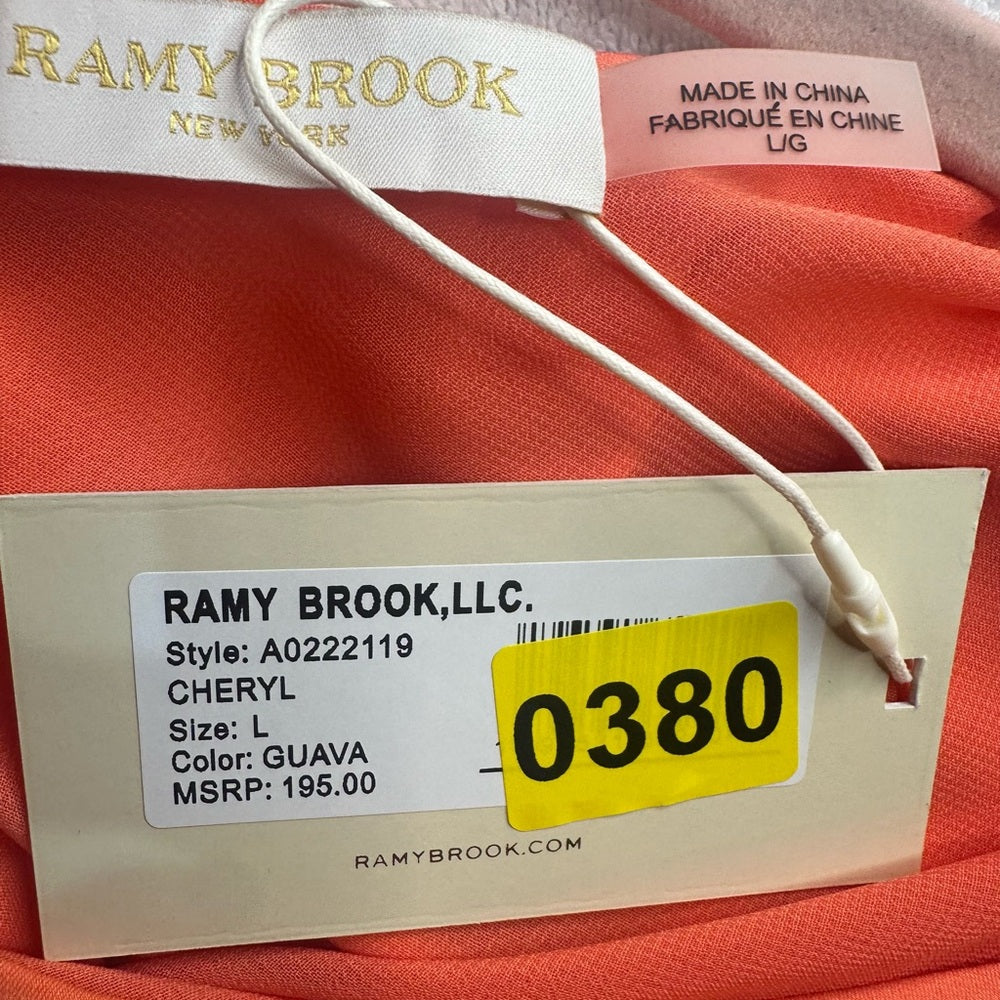 RAMY BROOK
NEW YORK
MADE IN CHINA
FABRIQUÉ EN CHINE
L/G
RAMY BROOK,LLC.
Style: A0222119
CHERYL
Size: L
Color: GUAVA
MSRP: 195.00
0380
RAMYBROOK.COM